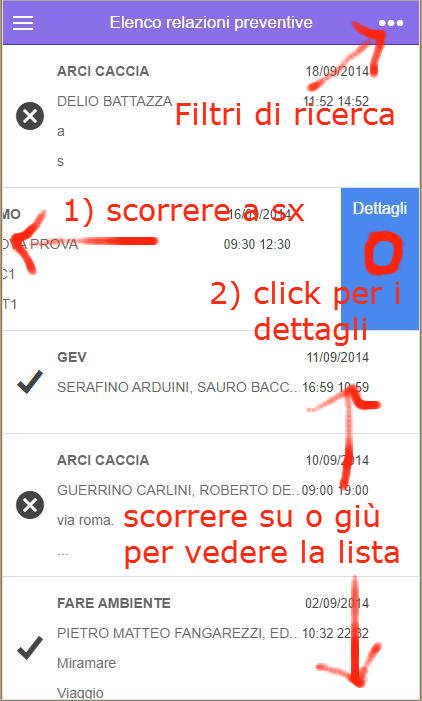 Elenco relazioni preventive
ARCI CACCIA 18/09/2014
DELIO BATTAZZA 11:52 14:52
Filtri di ricerca
a
s
MO 16/09/2014 Dettagli
1) scorrere a sx
OVA PROVA 09:30 12:30
C1
2) click per i
dettagli
T1
GEV 11/09/2014
SERAFINO ARDUINI, SAURO BACC... 16:59 10:59
ARCI CACCIA 10/09/2014
GUERRINO CARLINI, ROBERTO DE... 09:00 19:00
via roma.
scorrere su o giù
per vedere la lista
...
FARE AMBIENTE 02/09/2014
PIETRO MATTEO FANGAREZZI, ED... 10:32 22:32
Miramare
Viaggio